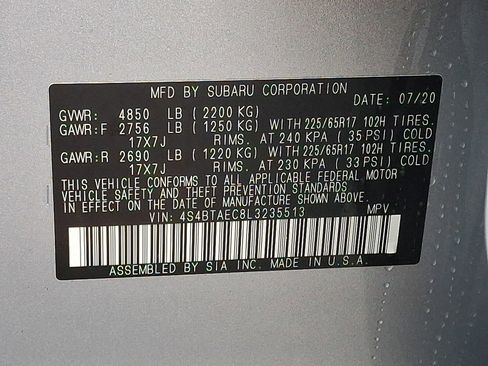 MFD BY SUBARU CORPORATION
DATE: 07/20
GVWR: 4850 LB (2200 KG)
GAWR:F 2756 LB (1250 KG) WITH 225/65R17 102H TIRES.
17X7J RIMS. AT 240 KPA (35 PSI) COLD
GAWR:R 2690 LB (1220 KG) WITH 225/65R17 102H TIRES.
17X7J RIMS. AT 230 KPA (33 PSI) COLD
THIS VEHICLE CONFORMS TO ALL APPLICABLE FEDERAL MOTOR
VEHICLE SAFETY AND THEFT PREVENTION STANDARDS
IN EFFECT ON THE DATE OF MANUFACTURE SHOWN ABOVE.
VIN: 4S4BTAEC8L3235513 MPV
ASSEMBLED BY SIA INC. MADE IN U.S.A.